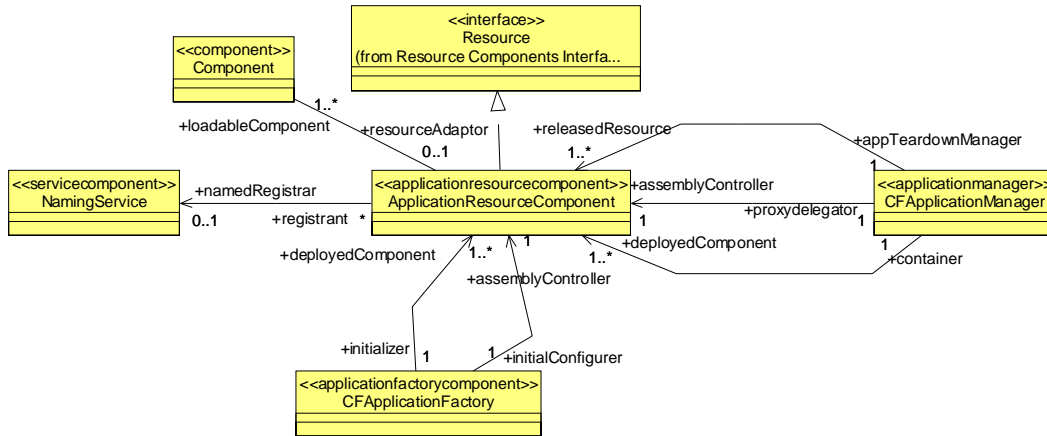 <<interface>>
Resource
(from Resource Components Interfa...
<<component>>
Component
1..*
+loadableComponent
+resourceAdaptor
0..1
+releasedResource
1..*
+appTeardownManager
1
<<servicecomponent>>
NamingService
+namedRegistrar
0..1
+registrant
*
<<applicationresourcecomponent>>
ApplicationResourceComponent
+assemblyController
1
+proxydelegator
1
<<applicationmanager>>
CFApplicationManager
+deployedComponent
1..*
1
+container
+deployedComponent
1..*
1
+assemblyController
+initializer
1
1
+initialConfigurer
<<applicationfactorycomponent>>
CFApplicationFactory